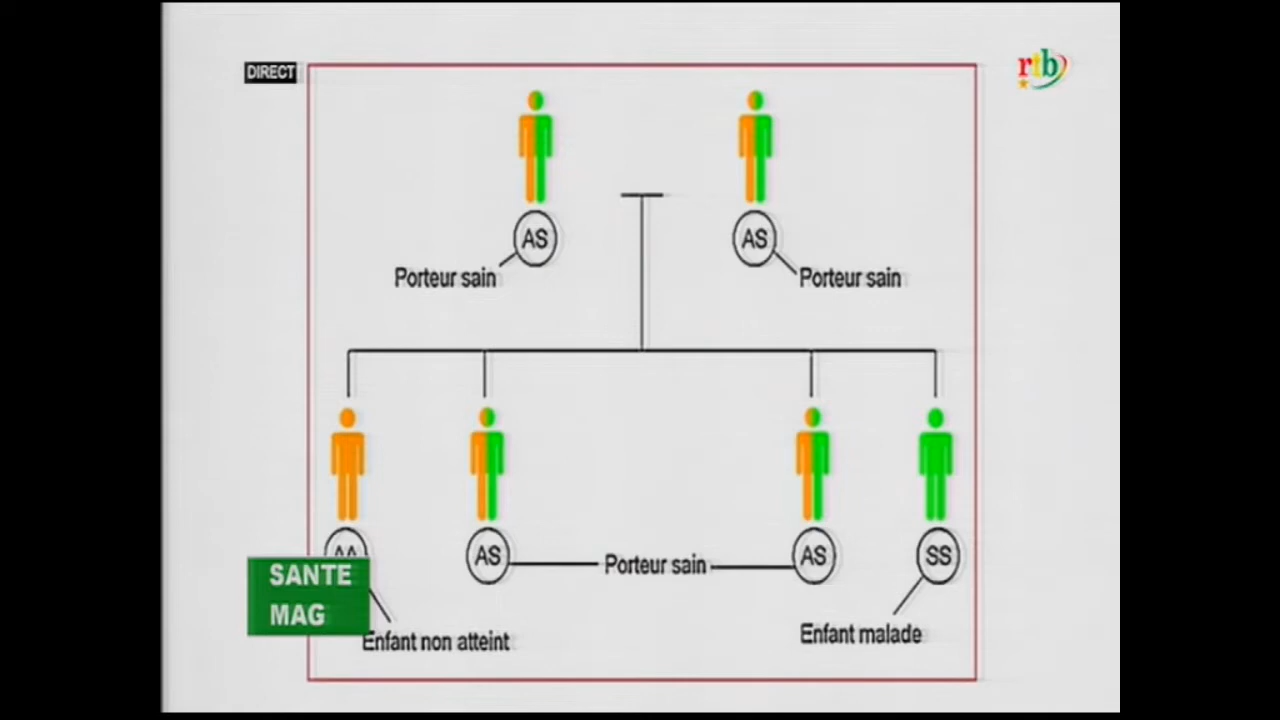 DIRECT
rtb
AS
AS
Porteur sain
Porteur sain
AA
AS
Porteur sain
AS
SS
SANTE
MAG
Enfant non atteint
Enfant malade